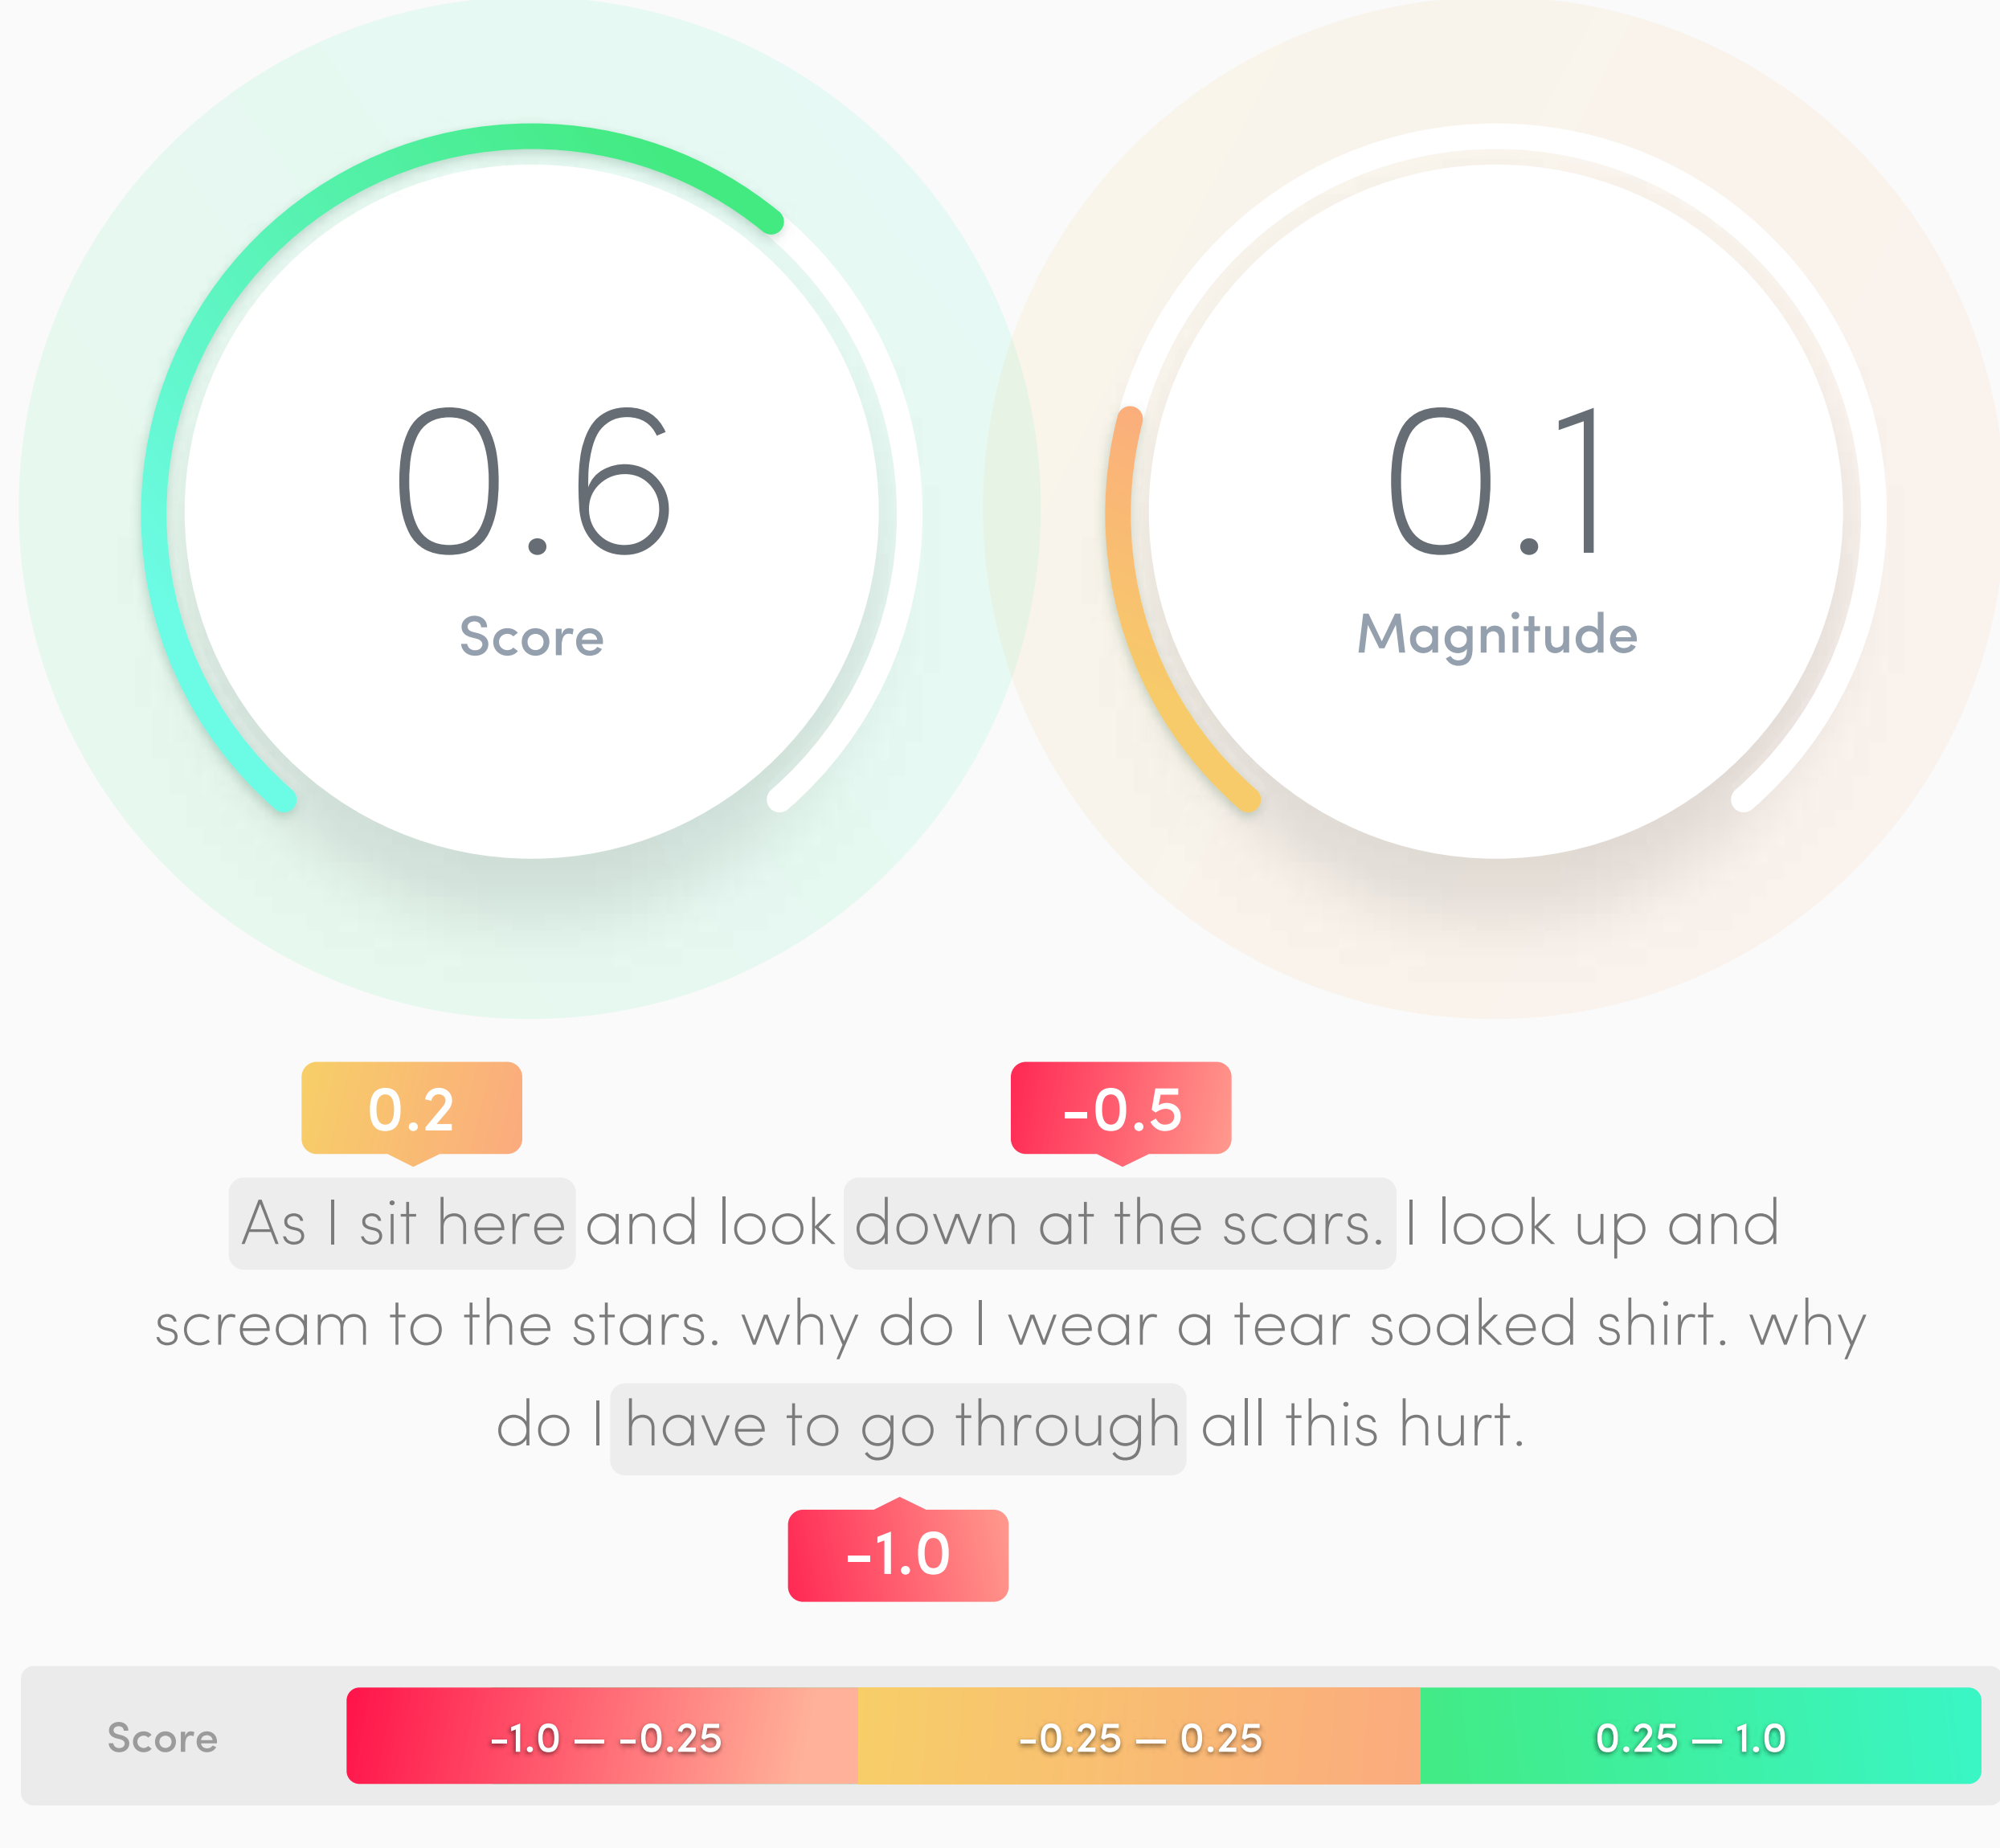 0.6
Score
0.1
Magnitude
0.2
-0.5
As I sit here and look down at the scars. I look up and
scream to the stars. why do I wear a tear soaked shirt. why
do I have to go through all this hurt.
-1.0
Score
-1.0 — -0.25
-0.25 — 0.25
0.25 — 1.0